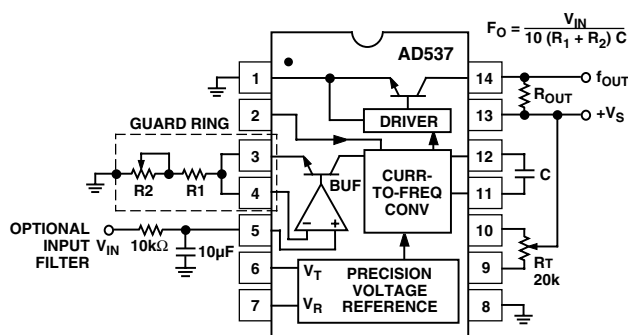 AD537
F_O = V_IN / 10 (R_1 + R_2) C
1
2
3
4
5
6
7
14
13
12
11
10
9
8
GUARD RING
R2
R1
OPTIONAL
INPUT
FILTER
V_IN
10kΩ
10µF
BUF
–
+
DRIVER
CURR-
TO-FREQ
CONV
V_T
V_R
PRECISION
VOLTAGE
REFERENCE
f_OUT
R_OUT
+V_S
C
R_T
20k